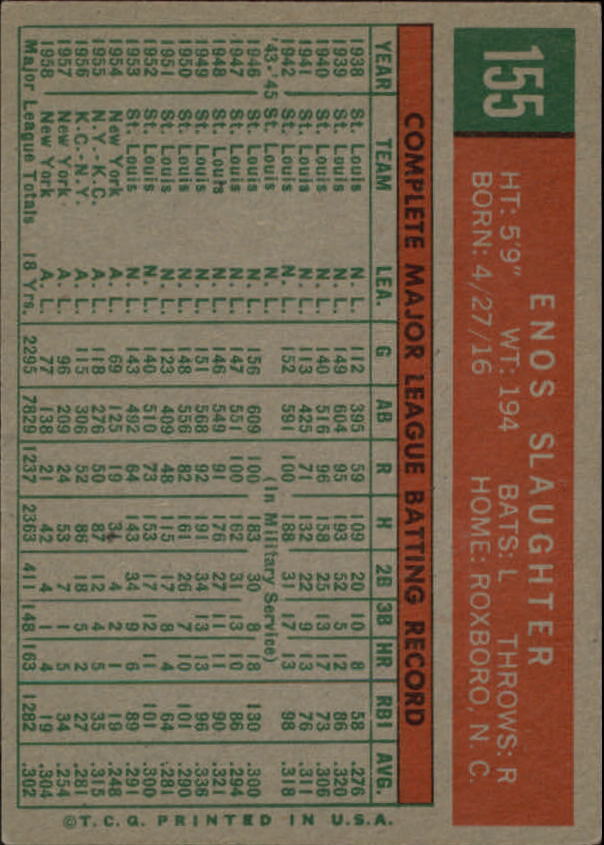 155
ENOS SLAUGHTER
HT: 5'9" WT: 194 BATS: L THROWS: R
BORN: 4/27/16 HOME: ROXBORO, N. C.
COMPLETE MAJOR LEAGUE BATTING RECORD
YEAR TEAM LEA. G AB R H 2B 3B HR RBI AVG.
1938 St. Louis N. L. 112 395 59 109 20 10 8 58 .276
1939 St. Louis N. L. 149 604 95 193 52 5 12 86 .320
1940 St. Louis N. L. 140 516 96 158 25 13 17 73 .306
1941 St. Louis N. L. 113 425 71 132 22 9 13 76 .311
1942 St. Louis N. L. 152 591 100 188 31 17 13 98 .318
'43-'45 St. Louis N. L. (In Military Service)
1946 St. Louis N. L. 156 609 100 183 30 8 18 130 .300
1947 St. Louis N. L. 147 551 100 162 31 13 10 86 .294
1948 St. Louis N. L. 146 549 91 176 27 11 11 90 .321
1949 St. Louis N. L. 151 568 92 191 34 13 13 96 .336
1950 St. Louis N. L. 148 556 82 161 26 7 10 101 .290
1951 St. Louis N. L. 123 409 48 115 17 8 4 64 .281
1952 St. Louis N. L. 140 510 73 153 17 12 11 101 .300
1953 St. Louis N. L. 143 492 64 143 34 9 6 89 .291
1954 New York A. L. 69 125 19 31 4 2 1 19 .248
1955 N.Y.-K.C. A. L. 118 276 50 87 12 4 5 35 .315
1956 K.C.-N.Y. A. L. 115 306 52 86 18 5 2 27 .281
1957 New York A. L. 96 209 24 53 7 1 5 34 .254
1958 New York A. L. 77 138 21 42 4 1 4 19 .304
Major League Totals 18 Yrs. 2295 7829 1237 2363 411 148 163 1282 .302
©T.C.G. PRINTED IN U.S.A.